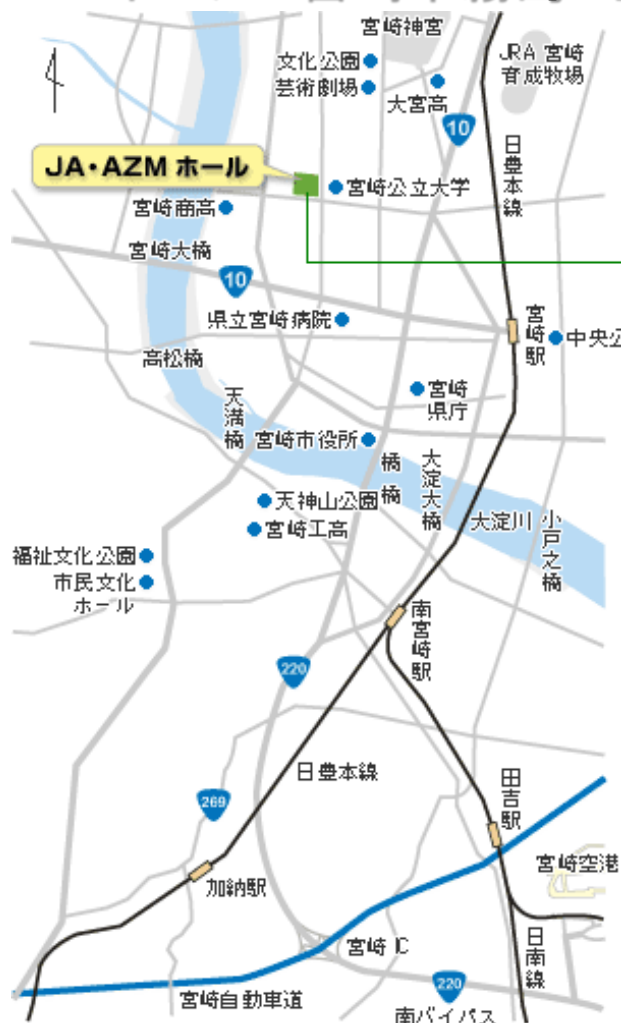 宮崎神宮
文化公園
芸術劇場
大宮高
JRA 宮崎
育成牧場
10
日豊本線
JA・AZM ホール
宮崎公立大学
宮崎商高
宮崎大橋
10
県立宮崎病院
宮崎駅
中央公
高松橋
天満橋
宮崎
県庁
宮崎市役所
橘橋
大淀大橋
天神山公園
宮崎工高
大淀川
小戸之橋
福祉文化公園
市民文化
ホール
南宮崎駅
220
日豊本線
269
田吉駅
加納駅
宮崎空港
宮崎 IC
日南線
宮崎自動車道
220
南バイパス